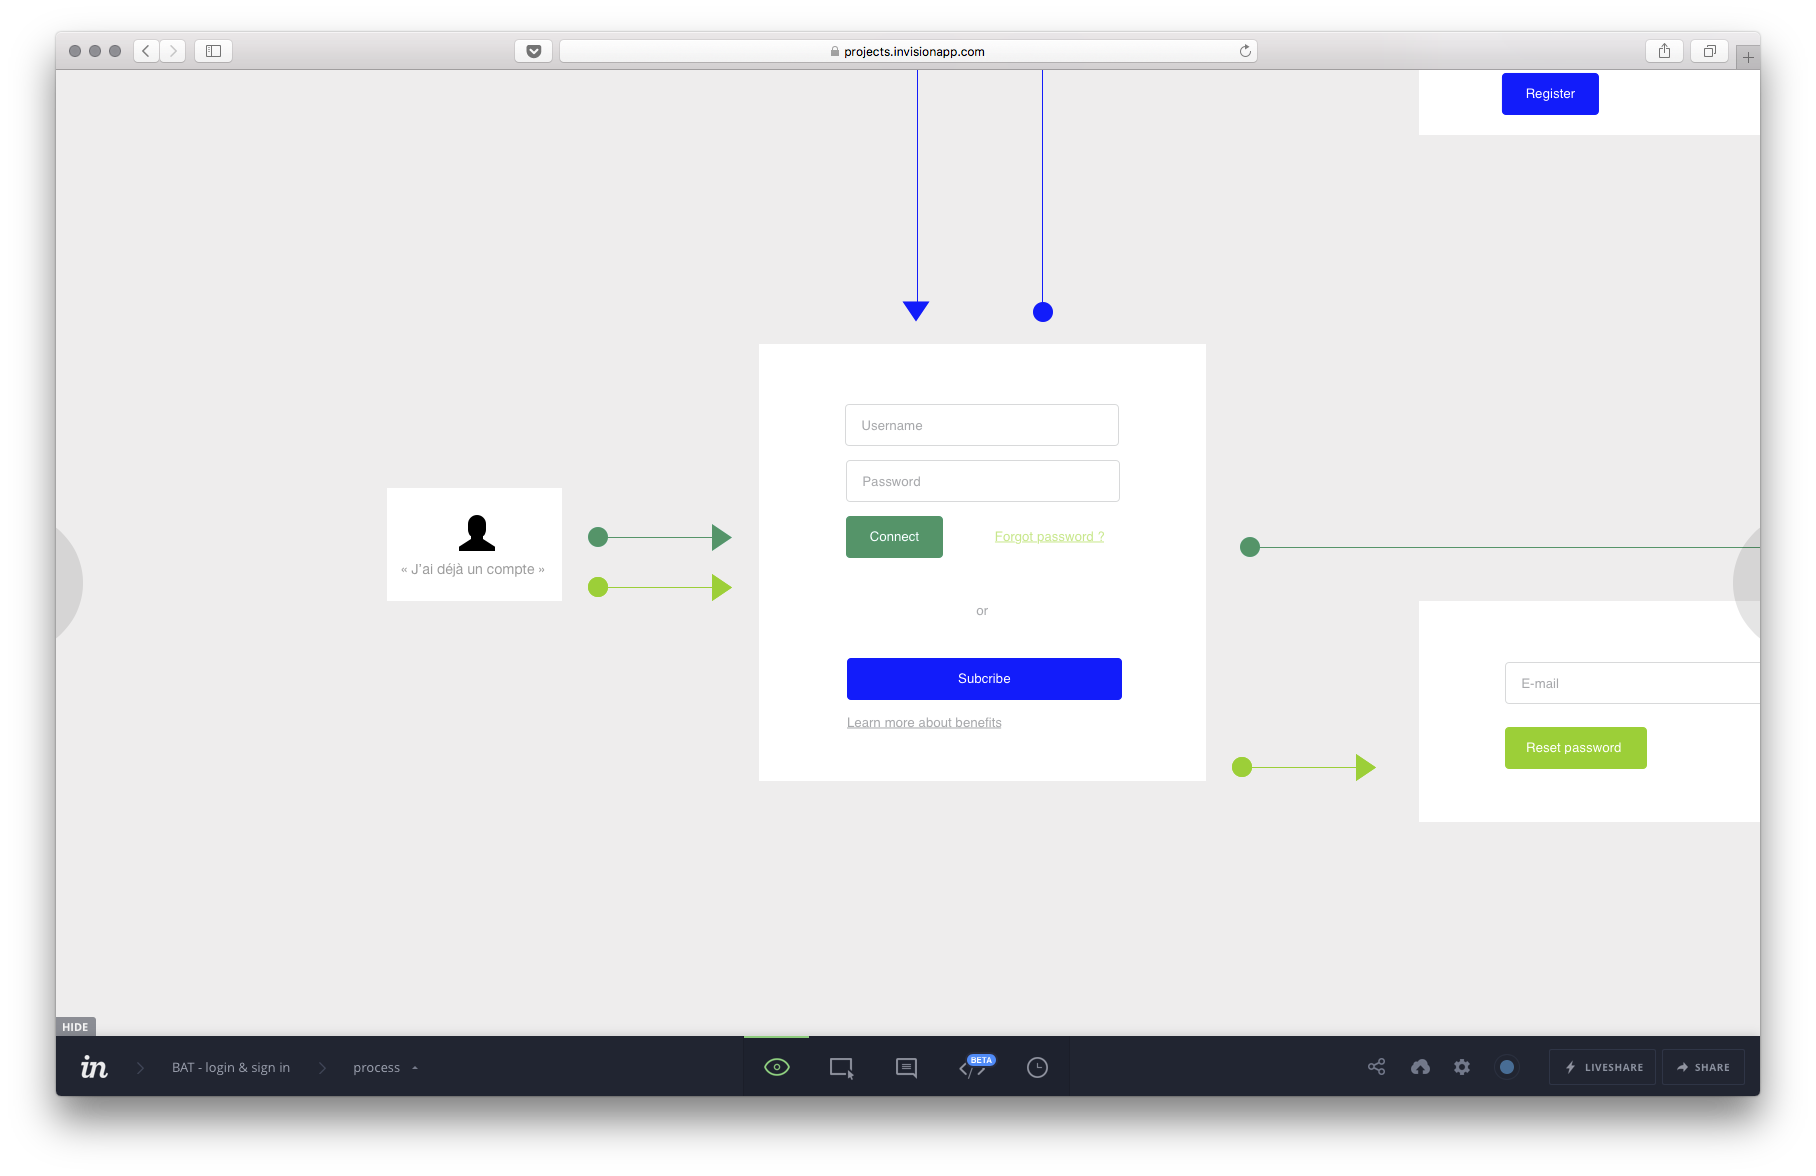 projects.invisionapp.com
Register
Username
Password
Connect
Forgot password ?
« J'ai déjà un compte »
or
Subcribe
Learn more about benefits
E-mail
Reset password
HIDE
in
BAT - login & sign in
process
BETA
LIVESHARE
SHARE